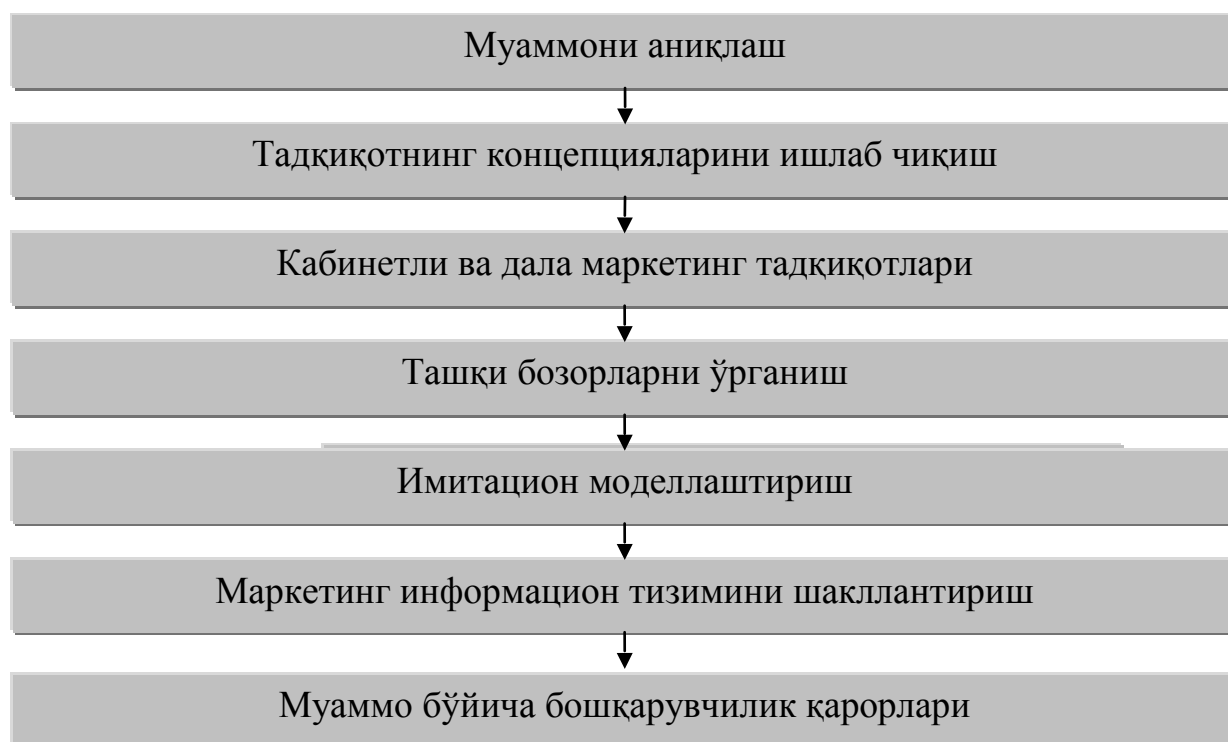 Муаммони аниқлаш
Тадқиқотнинг концепцияларини ишлаб чиқиш
Кабинетли ва дала маркетинг тадқиқотлари
Ташқи бозорларни ўрганиш
Имитацион моделлаштириш
Маркетинг информацион тизимини шакллантириш
Муаммо бўйича бошқарувчилик қарорлари